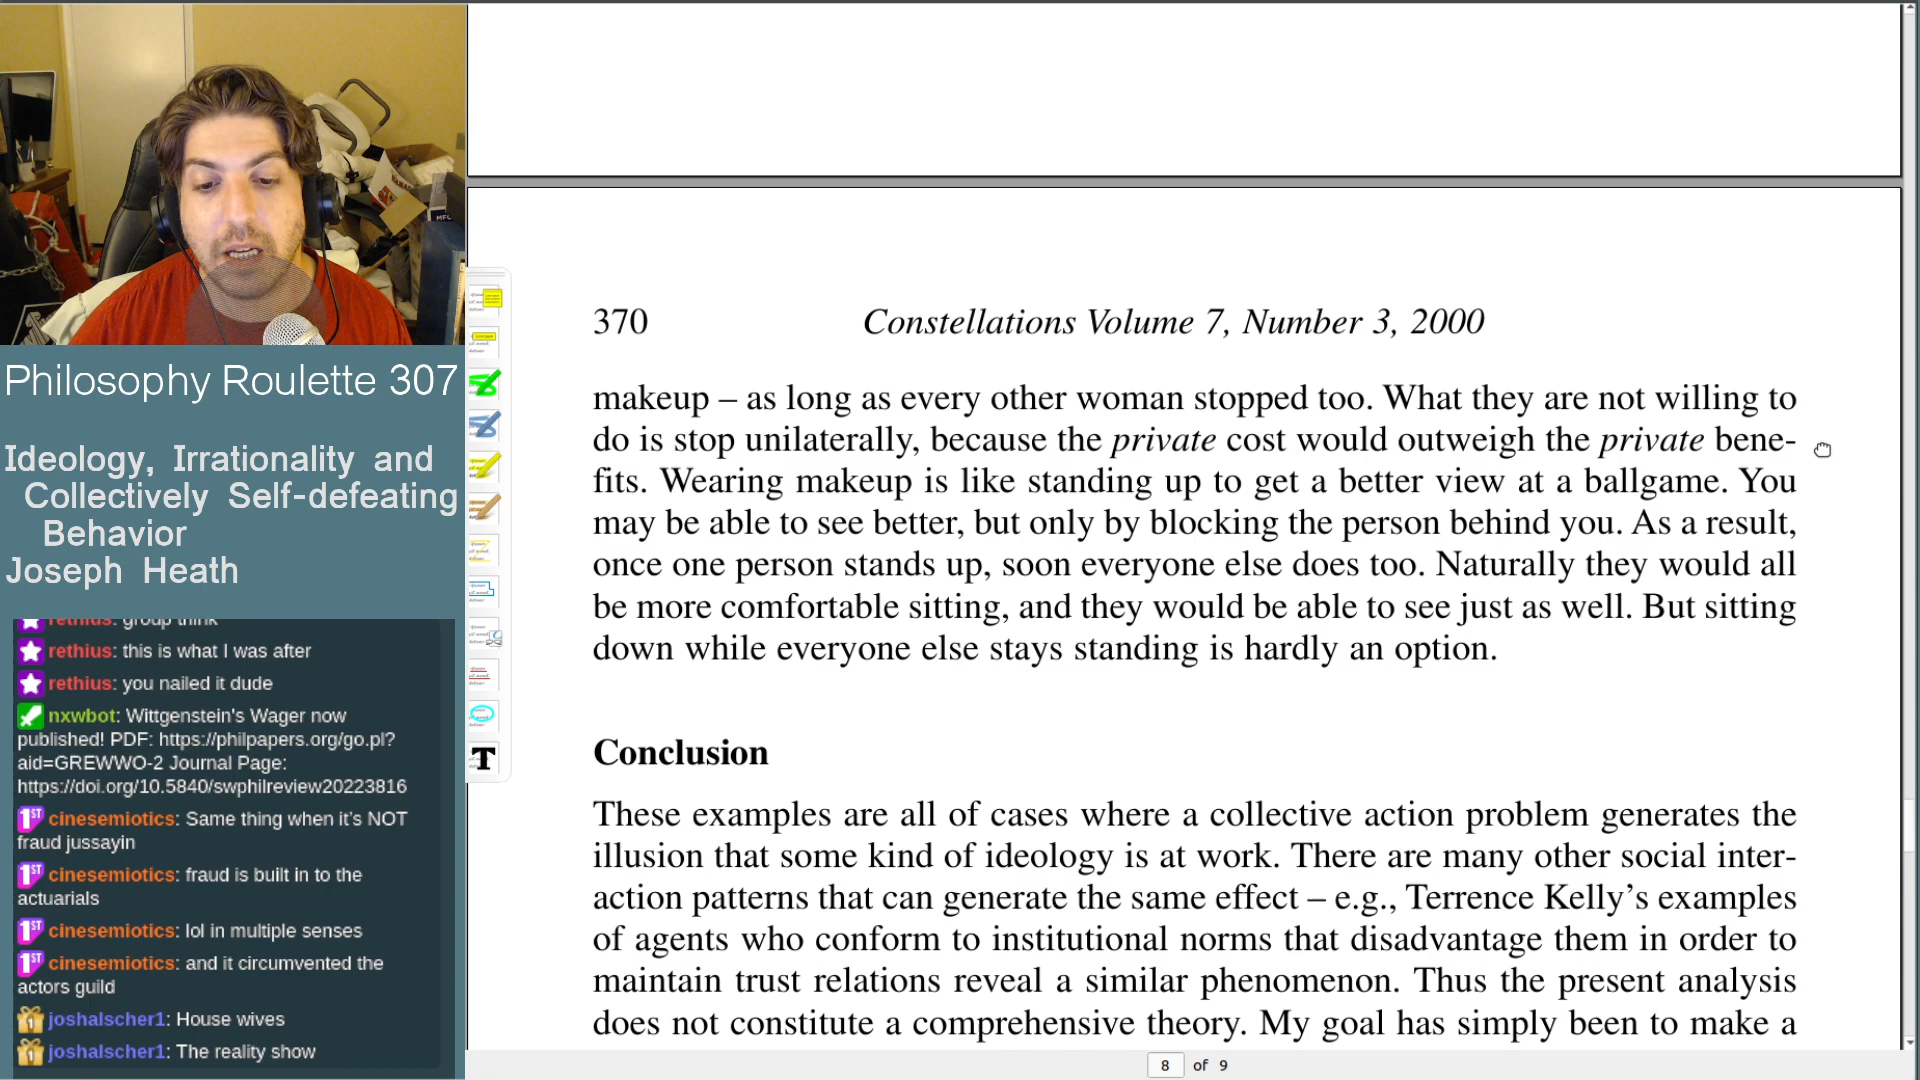 Philosophy Roulette 307
Ideology, Irrationality and
Collectively Self-defeating
Behavior
Joseph Heath
rethius: group think
rethius: this is what I was after
rethius: you nailed it dude
nxwbot: Wittgenstein's Wager now
published! PDF: https://philpapers.org/go.pl?
aid=GREWWO-2 Journal Page:
https://doi.org/10.5840/swphilreview20223816
1ST cinesemiotics: Same thing when it's NOT
fraud jussayin
1ST cinesemiotics: fraud is built in to the
actuarials
1ST cinesemiotics: lol in multiple senses
1ST cinesemiotics: and it circumvented the
actors guild
1 joshalscher1: House wives
1 joshalscher1: The reality show
T
370 Constellations Volume 7, Number 3, 2000
makeup – as long as every other woman stopped too. What they are not willing to
do is stop unilaterally, because the private cost would outweigh the private bene-
fits. Wearing makeup is like standing up to get a better view at a ballgame. You
may be able to see better, but only by blocking the person behind you. As a result,
once one person stands up, soon everyone else does too. Naturally they would all
be more comfortable sitting, and they would be able to see just as well. But sitting
down while everyone else stays standing is hardly an option.
Conclusion
These examples are all of cases where a collective action problem generates the
illusion that some kind of ideology is at work. There are many other social inter-
action patterns that can generate the same effect – e.g., Terrence Kelly's examples
of agents who conform to institutional norms that disadvantage them in order to
maintain trust relations reveal a similar phenomenon. Thus the present analysis
does not constitute a comprehensive theory. My goal has simply been to make a
8 of 9